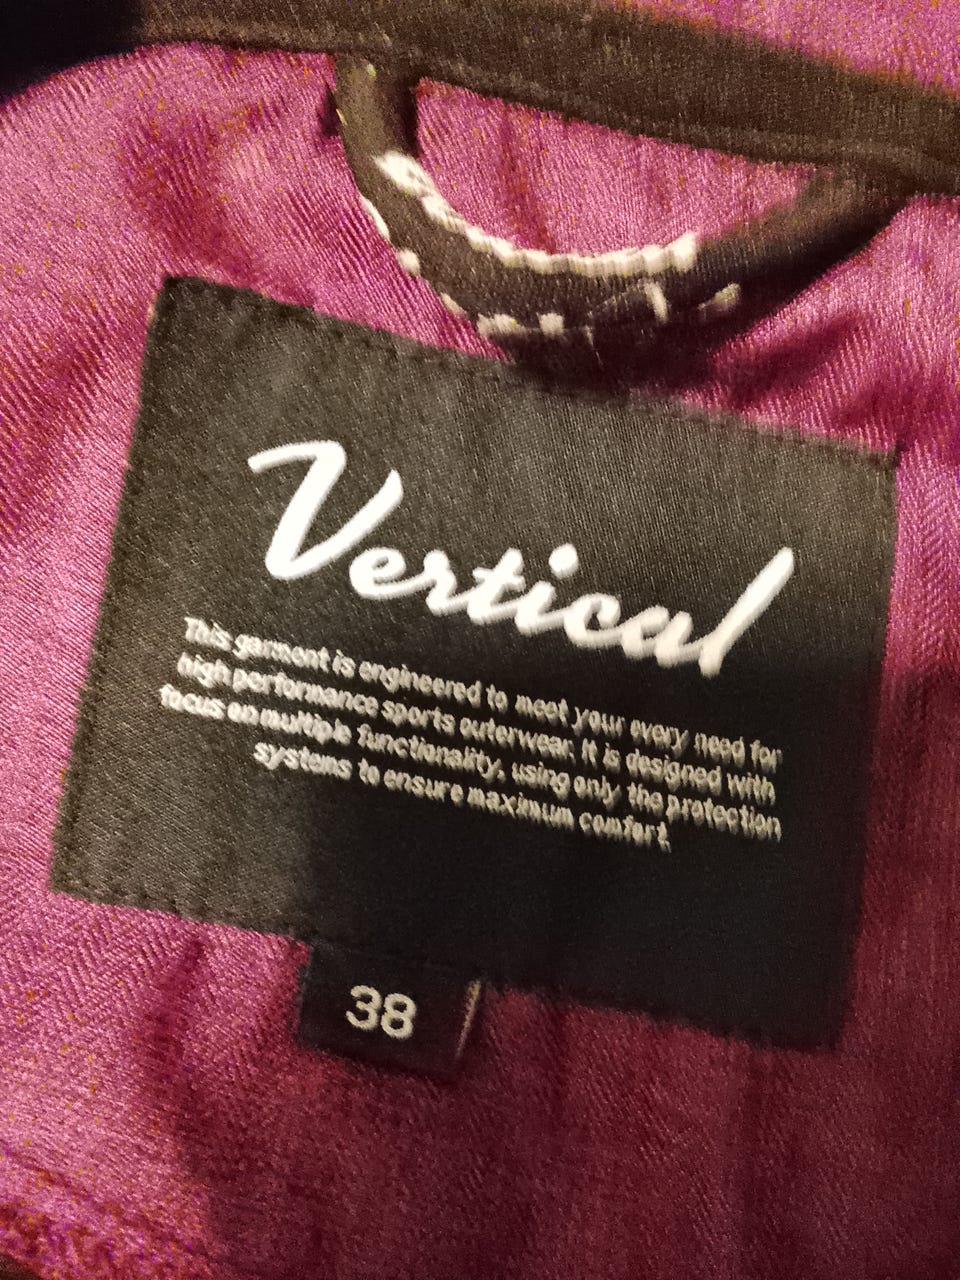 Vertical
This garment is engineered to meet your every need for
high performance sports outerwear. It is designed with
focus on multiple functionality, using only the protection
systems to ensure maximum comfort.
38